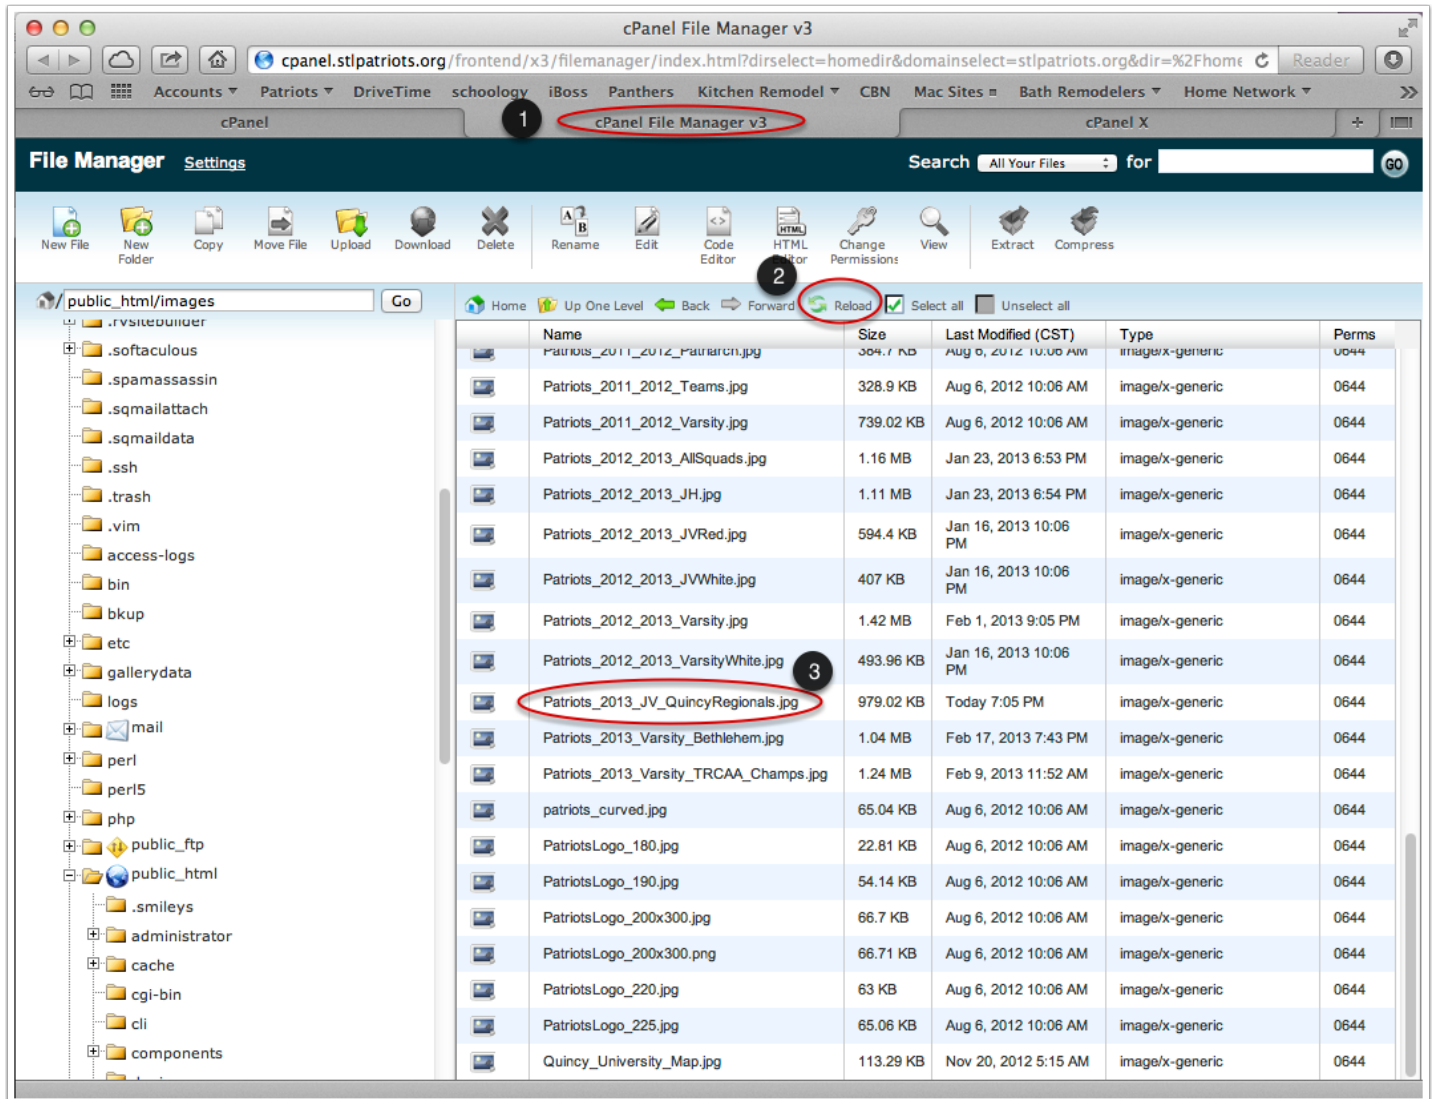 cPanel File Manager v3
cpanel.stlpatriots.org/frontend/x3/filemanager/index.html?dirselect=homedir&domainselect=stlpatriots.org&dir=%2Fhome
Reader
Accounts Patriots DriveTime schoology iBoss Panthers Kitchen Remodel CBN Mac Sites Bath Remodelers Home Network
cPanel 1 cPanel File Manager v3 cPanel X
File Manager Settings Search All Your Files for GO
New File New Folder Copy Move File Upload Download Delete Rename Edit Code Editor HTML Editor Change Permissions View Extract Compress
2
/ public_html/images Go Home Up One Level Back Forward Reload Select all Unselect all
Name Size Last Modified (CST) Type Perms
.rvsitebuilder
.softaculous
.spamassassin
.sqmailattach
.sqmaildata
.ssh
.trash
.vim
access-logs
bin
bkup
etc
gallerydata
logs
mail
perl
perl5
php
public_ftp
public_html
.smileys
administrator
cache
cgi-bin
cli
components
Patriots_2011_2012_Patriarch.jpg 384.7 KB Aug 6, 2012 10:06 AM image/x-generic 0644
Patriots_2011_2012_Teams.jpg 328.9 KB Aug 6, 2012 10:06 AM image/x-generic 0644
Patriots_2011_2012_Varsity.jpg 739.02 KB Aug 6, 2012 10:06 AM image/x-generic 0644
Patriots_2012_2013_AllSquads.jpg 1.16 MB Jan 23, 2013 6:53 PM image/x-generic 0644
Patriots_2012_2013_JH.jpg 1.11 MB Jan 23, 2013 6:54 PM image/x-generic 0644
Patriots_2012_2013_JVRed.jpg 594.4 KB Jan 16, 2013 10:06 PM image/x-generic 0644
Patriots_2012_2013_JVWhite.jpg 407 KB Jan 16, 2013 10:06 PM image/x-generic 0644
Patriots_2012_2013_Varsity.jpg 1.42 MB Feb 1, 2013 9:05 PM image/x-generic 0644
Patriots_2012_2013_VarsityWhite.jpg 493.96 KB Jan 16, 2013 10:06 PM image/x-generic 0644
3
Patriots_2013_JV_QuincyRegionals.jpg 979.02 KB Today 7:05 PM image/x-generic 0644
Patriots_2013_Varsity_Bethlehem.jpg 1.04 MB Feb 17, 2013 7:43 PM image/x-generic 0644
Patriots_2013_Varsity_TRCAA_Champs.jpg 1.24 MB Feb 9, 2013 11:52 AM image/x-generic 0644
patriots_curved.jpg 65.04 KB Aug 6, 2012 10:06 AM image/x-generic 0644
PatriotsLogo_180.jpg 22.81 KB Aug 6, 2012 10:06 AM image/x-generic 0644
PatriotsLogo_190.jpg 54.14 KB Aug 6, 2012 10:06 AM image/x-generic 0644
PatriotsLogo_200x300.jpg 66.7 KB Aug 6, 2012 10:06 AM image/x-generic 0644
PatriotsLogo_200x300.png 66.71 KB Aug 6, 2012 10:06 AM image/x-generic 0644
PatriotsLogo_220.jpg 63 KB Aug 6, 2012 10:06 AM image/x-generic 0644
PatriotsLogo_225.jpg 65.06 KB Aug 6, 2012 10:06 AM image/x-generic 0644
Quincy_University_Map.jpg 113.29 KB Nov 20, 2012 5:15 AM image/x-generic 0644